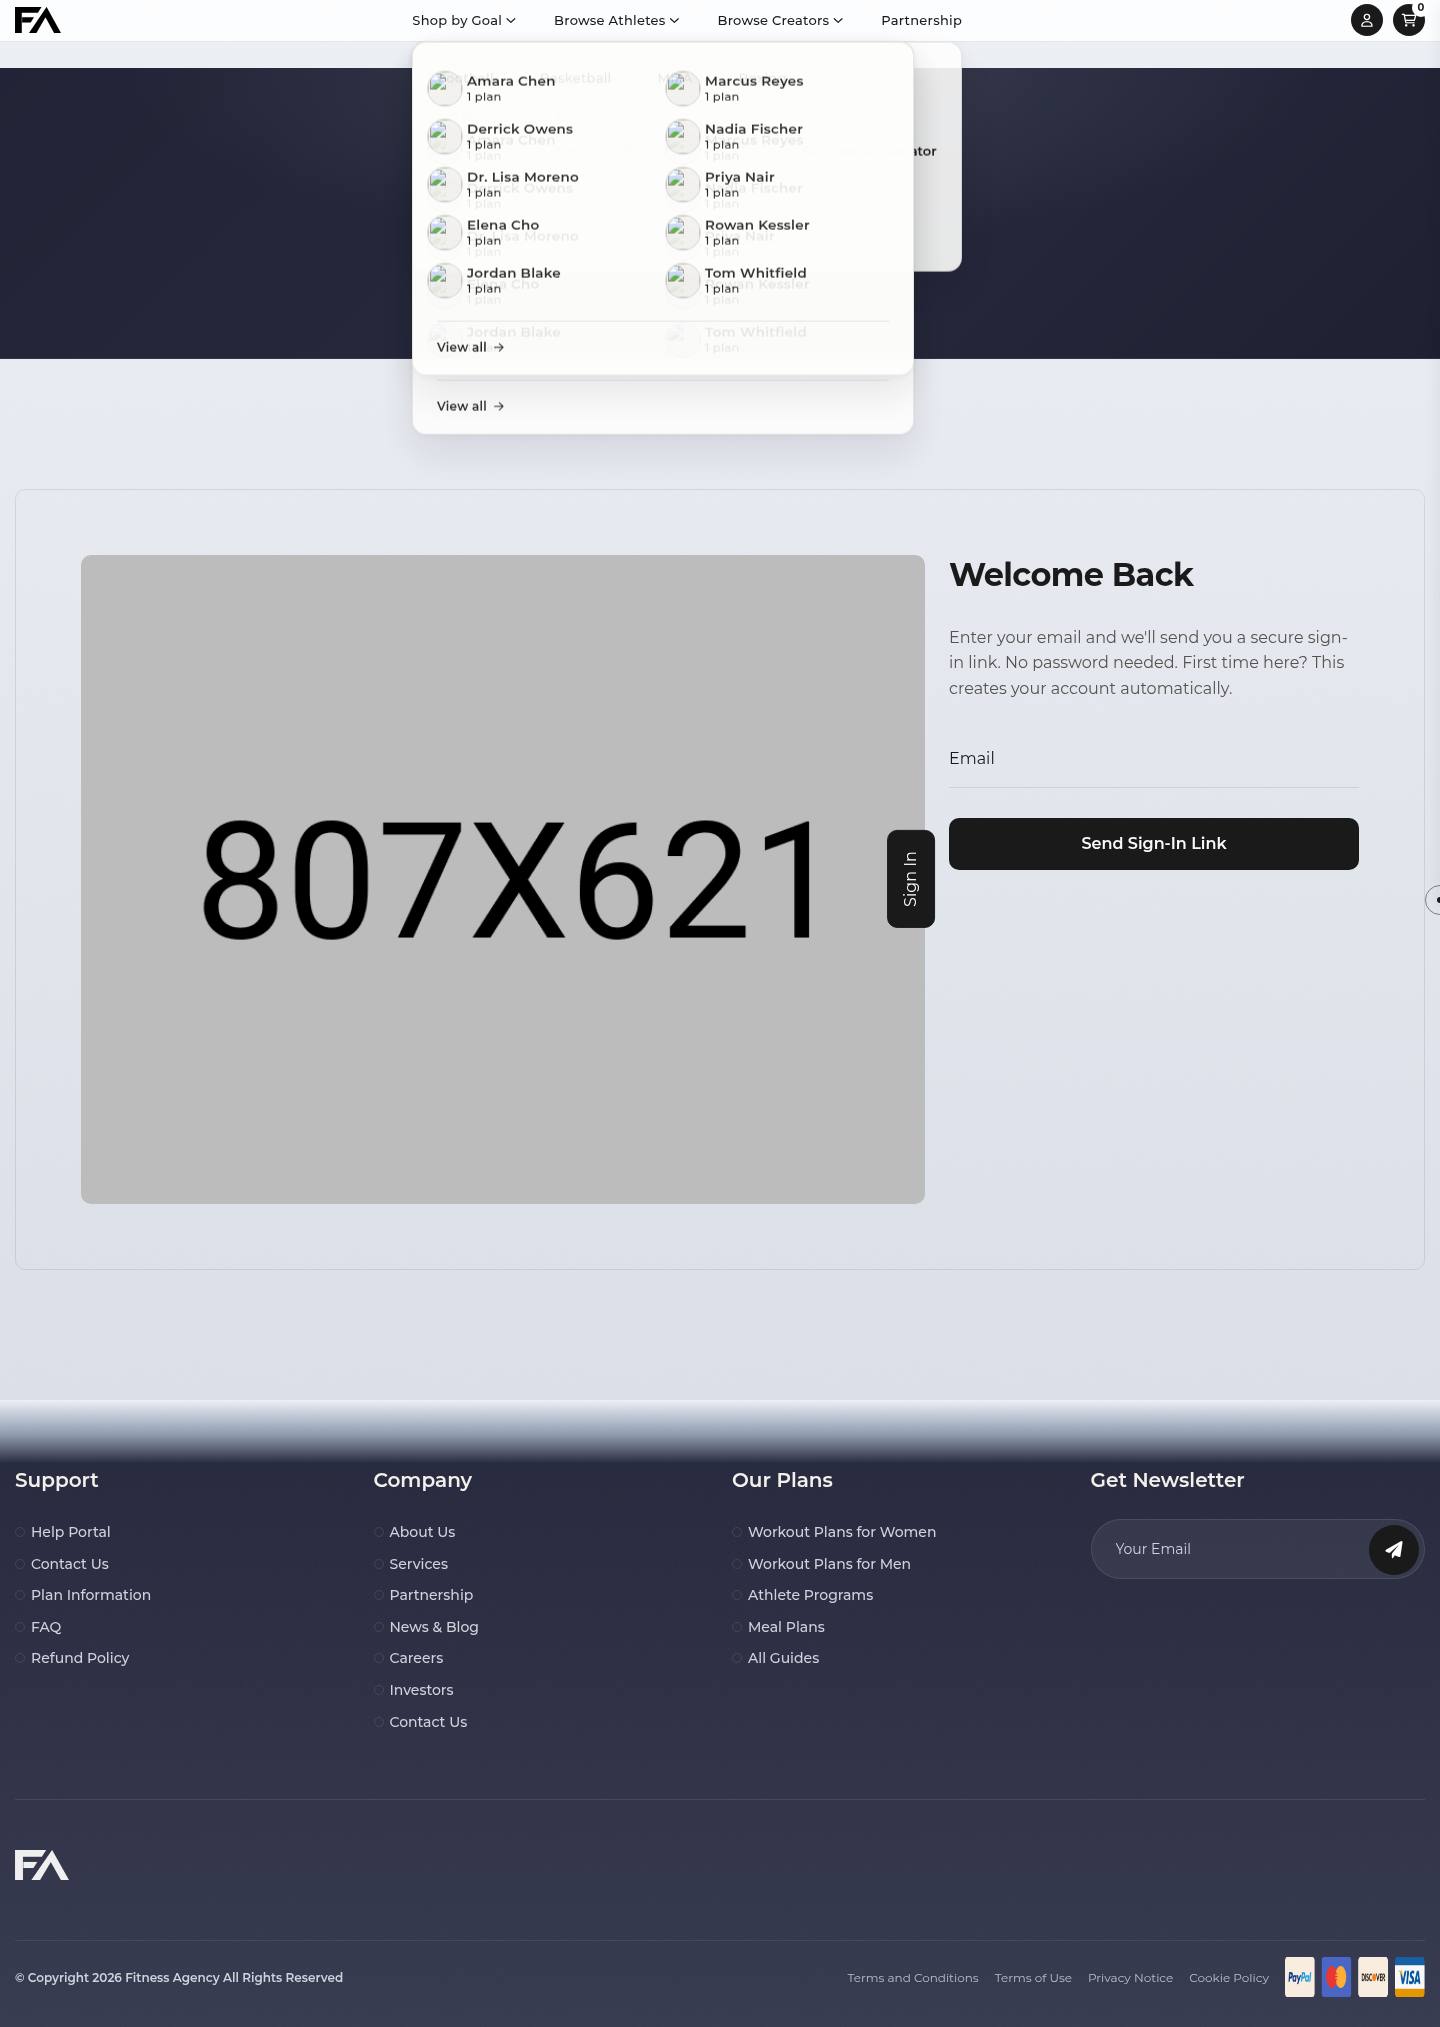 FA
Shop by Goal
Browse Athletes
Browse Creators
Partnership
0
Amara Chen
1 plan
Marcus Reyes
1 plan
Derrick Owens
1 plan
Nadia Fischer
1 plan
Dr. Lisa Moreno
1 plan
Priya Nair
1 plan
Elena Cho
1 plan
Rowan Kessler
1 plan
Jordan Blake
1 plan
Tom Whitfield
1 plan
Jordan Blake
Tom Whitfield
1 plan
View all →
View all →
Welcome Back
Enter your email and we'll send you a secure sign-
in link. No password needed. First time here? This
creates your account automatically.
Email
Send Sign-In Link
807X621
Sign In
Support
Help Portal
Contact Us
Plan Information
FAQ
Refund Policy
Company
About Us
Services
Partnership
News & Blog
Careers
Investors
Contact Us
Our Plans
Workout Plans for Women
Workout Plans for Men
Athlete Programs
Meal Plans
All Guides
Get Newsletter
Your Email
FA
© Copyright 2026 Fitness Agency All Rights Reserved
Terms and Conditions
Terms of Use
Privacy Notice
Cookie Policy
PayPal
DISCOVER
VISA